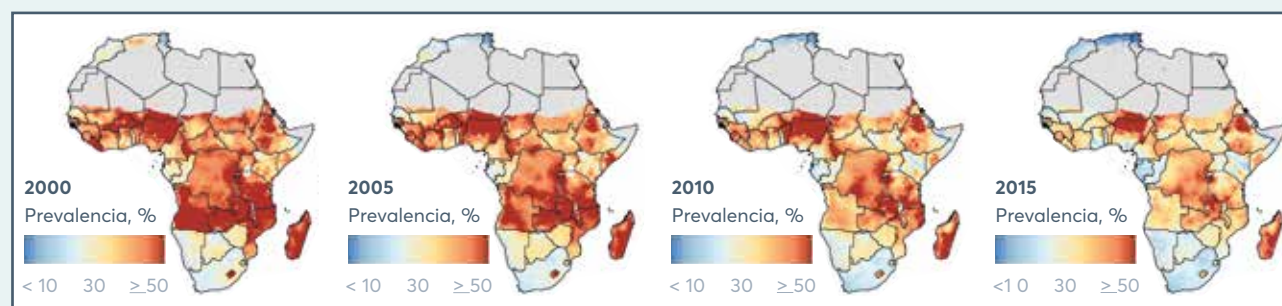 2000
Prevalencia, %
< 10 30 ≥50
2005
Prevalencia, %
< 10 30 ≥50
2010
Prevalencia, %
< 10 30 ≥50
2015
Prevalencia, %
<1 0 30 ≥50